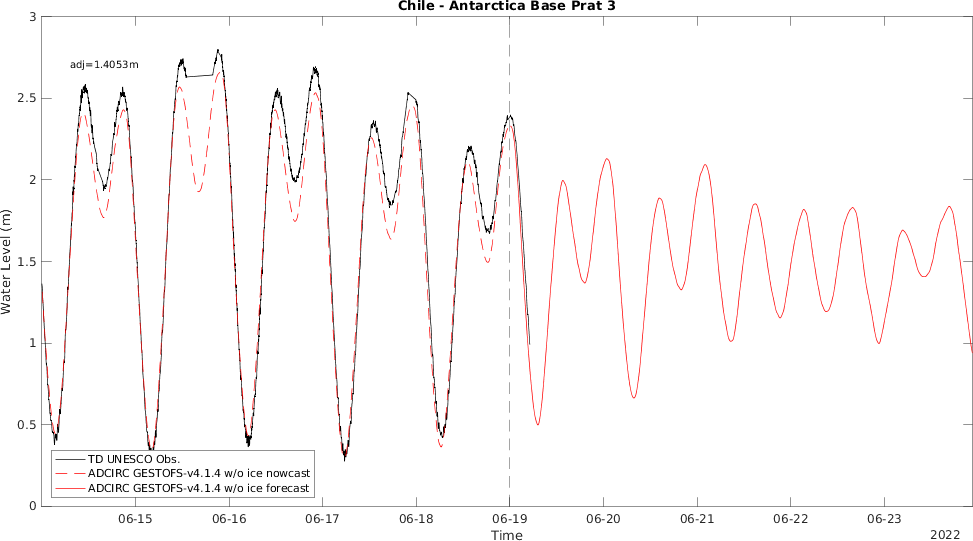 Chile - Antarctica Base Prat 3
adj=1.4053m
3
2.5
2
1.5
1
0.5
0
Water Level (m)
TD UNESCO Obs.
ADCIRC GESTOFS-v4.1.4 w/o ice nowcast
ADCIRC GESTOFS-v4.1.4 w/o ice forecast
06-15 06-16 06-17 06-18 06-19 06-20 06-21 06-22 06-23
Time
2022